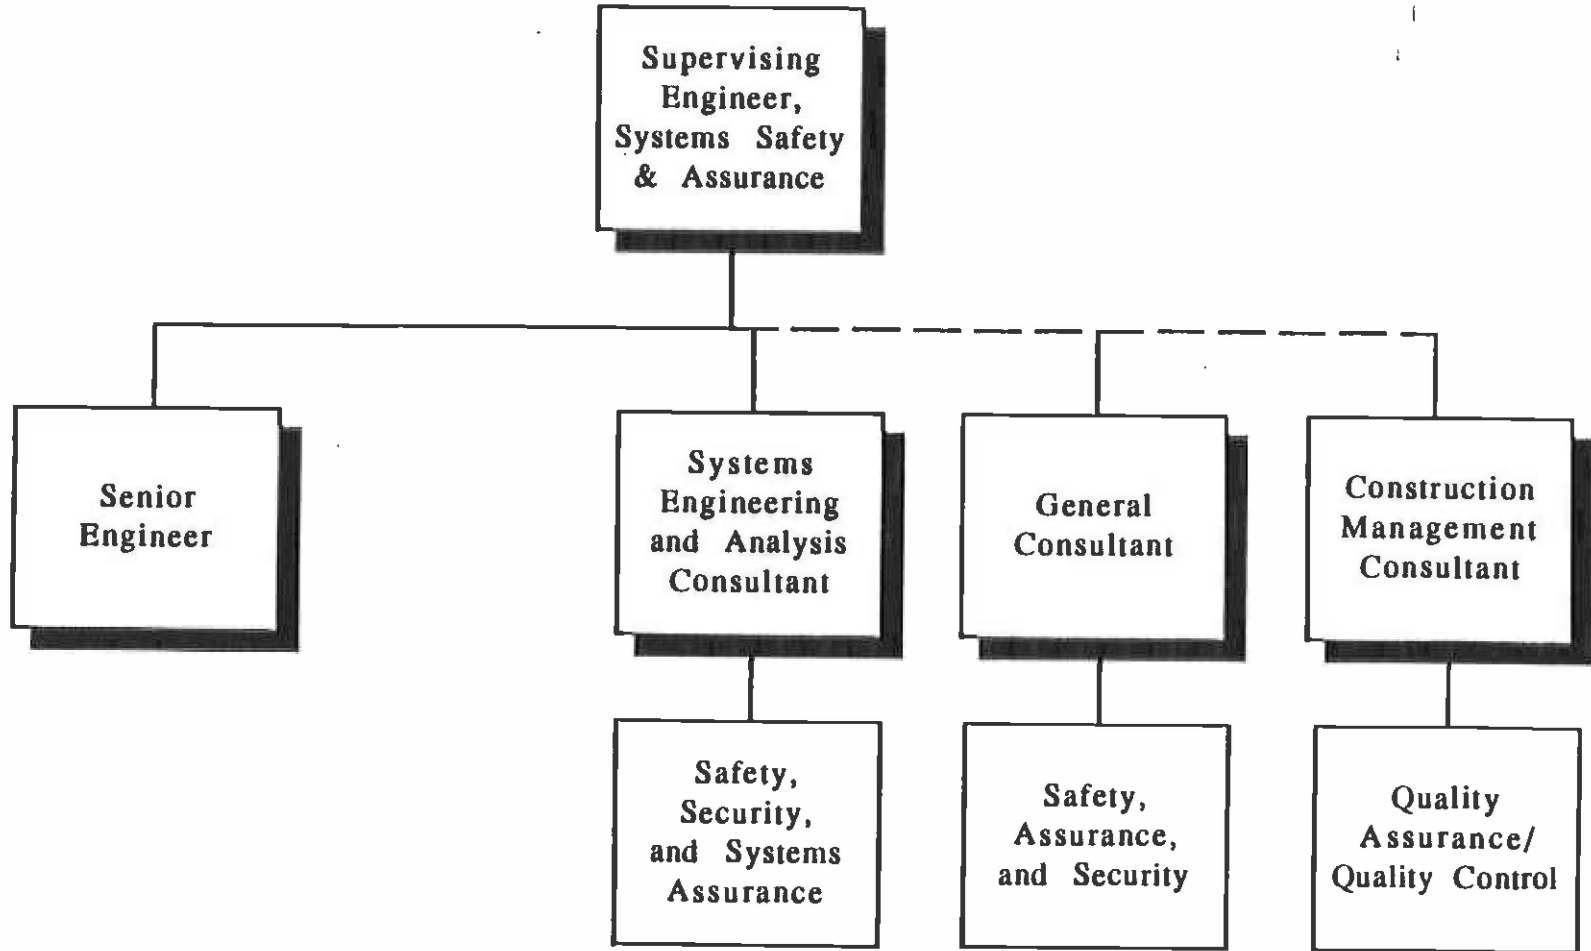 Supervising
Engineer,
Systems Safety
& Assurance
Senior
Engineer
Systems
Engineering
and Analysis
Consultant
General
Consultant
Construction
Management
Consultant
Safety,
Security,
and Systems
Assurance
Safety,
Assurance,
and Security
Quality
Assurance/
Quality Control